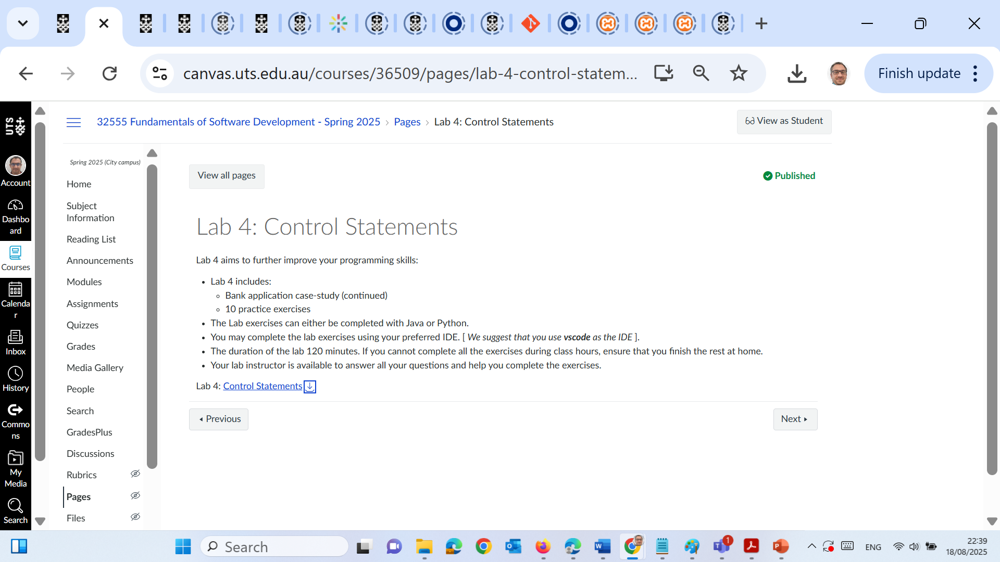 canvas.uts.edu.au/courses/36509/pages/lab-4-control-statem...
Finish update
UTS
32555 Fundamentals of Software Development - Spring 2025 › Pages › Lab 4: Control Statements
View as Student
Account
Dashbo
ard
Courses
Calenda
r
Inbox
History
Commo
ns
My
Media
Search
Spring 2025 (City campus)
Home
Subject
Information
Reading List
Announcements
Modules
Assignments
Quizzes
Grades
Media Gallery
People
Search
GradesPlus
Discussions
Rubrics
Pages
Files
View all pages
Published
Lab 4: Control Statements
Lab 4 aims to further improve your programming skills:
• Lab 4 includes:
◦ Bank application case-study (continued)
◦ 10 practice exercises
• The Lab exercises can either be completed with Java or Python.
• You may complete the lab exercises using your preferred IDE. [ We suggest that you use vscode as the IDE ].
• The duration of the lab 120 minutes. If you cannot complete all the exercises during class hours, ensure that you finish the rest at home.
• Your lab instructor is available to answer all your questions and help you complete the exercises.
Lab 4: Control Statements
Previous
Next
Search
1
ENG
22:39
18/08/2025